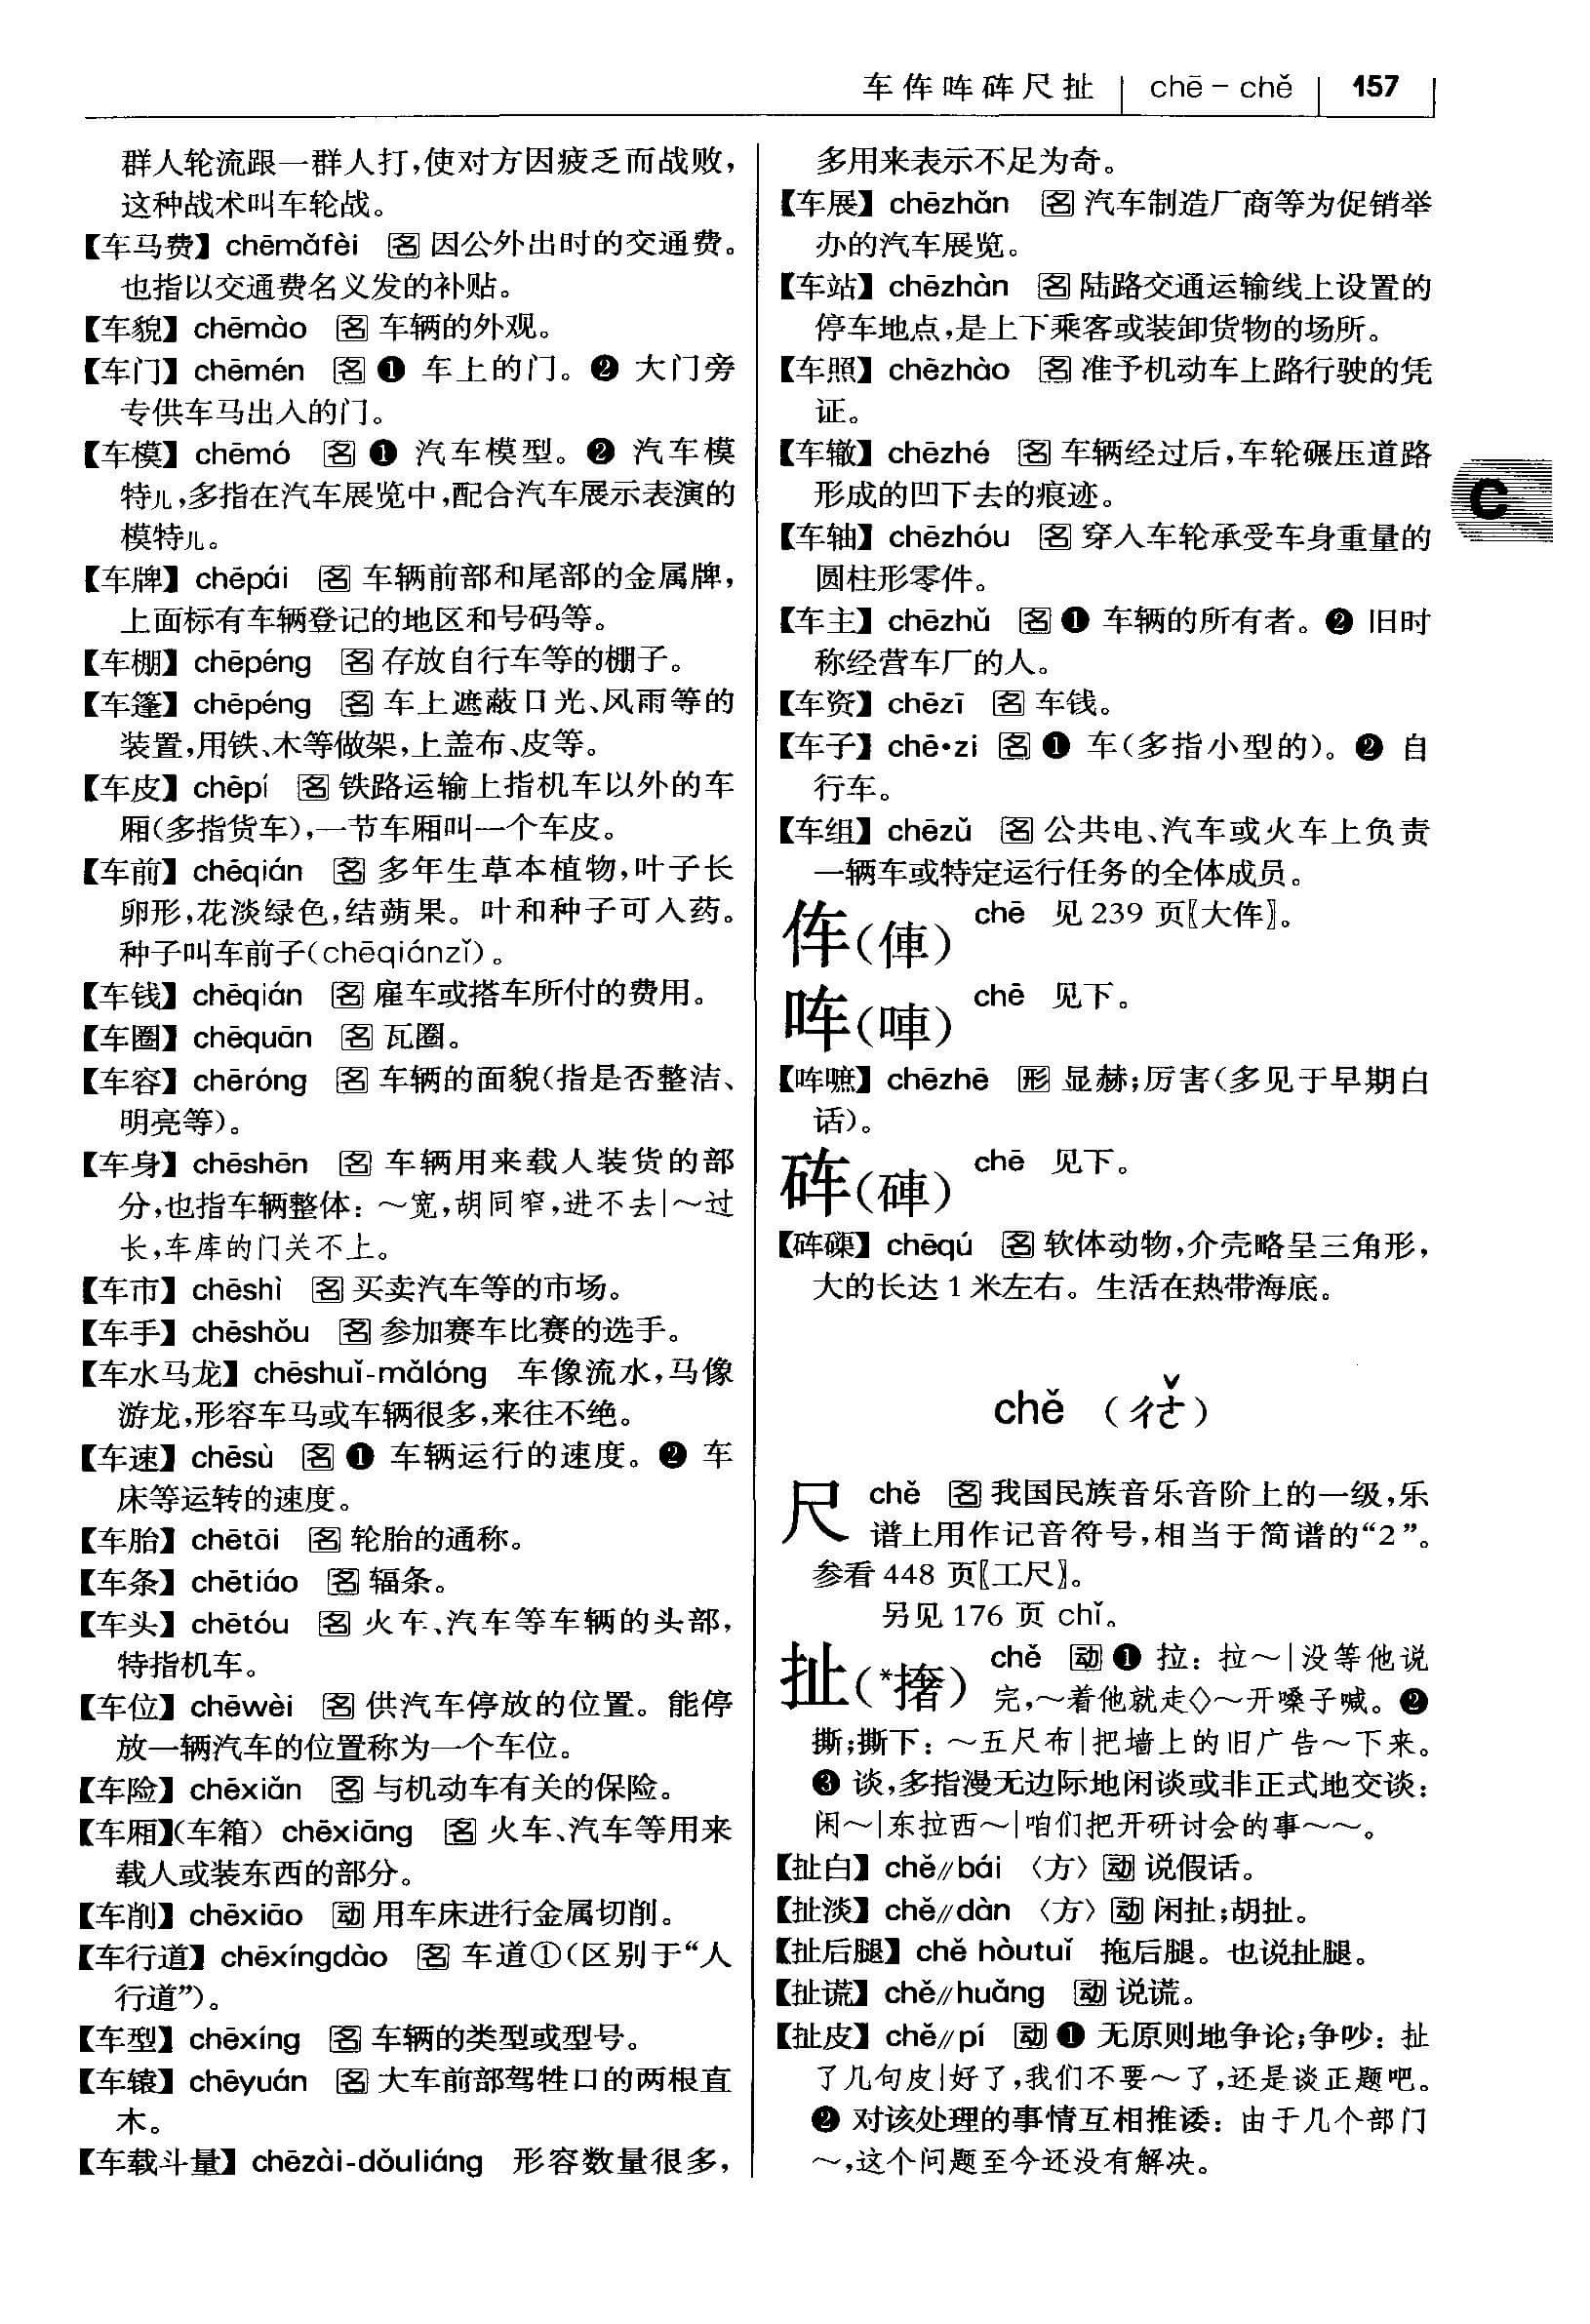 车 伡 唓 砗 尺 扯 | chē – chě | 157
群人轮流跟一群人打,使对方因疲乏而战败,
这种战术叫车轮战。
【车马费】 chēmǎfèi 名 因公外出时的交通费。
也指以交通费名义发的补贴。
【车貌】 chēmào 名 车辆的外观。
【车门】 chēmén 名 ❶ 车上的门。❷ 大门旁
专供车马出入的门。
【车模】 chēmó 名 ❶ 汽车模型。❷ 汽车模
特儿,多指在汽车展览中,配合汽车展示表演的
模特儿。
【车牌】 chēpái 名 车辆前部和尾部的金属牌,
上面标有车辆登记的地区和号码等。
【车棚】 chēpéng 名 存放自行车等的棚子。
【车篷】 chēpéng 名 车上遮蔽日光、风雨等的
装置,用铁、木等做架,上盖布、皮等。
【车皮】 chēpí 名 铁路运输上指机车以外的车
厢(多指货车),一节车厢叫一个车皮。
【车前】 chēqián 名 多年生草本植物,叶子长
卵形,花淡绿色,结蒴果。叶和种子可入药。
种子叫车前子(chēqiánzǐ)。
【车钱】 chēqián 名 雇车或搭车所付的费用。
【车圈】 chēquān 名 瓦圈。
【车容】 chēróng 名 车辆的面貌(指是否整洁、
明亮等)。
【车身】 chēshēn 名 车辆用来载人装货的部
分,也指车辆整体：～宽,胡同窄,进不去|～过
长,车库的门关不上。
【车市】 chēshì 名 买卖汽车等的市场。
【车手】 chēshǒu 名 参加赛车比赛的选手。
【车水马龙】 chēshuǐ-mǎlóng 车像流水,马像
游龙,形容车马或车辆很多,来往不绝。
【车速】 chēsù 名 ❶ 车辆运行的速度。❷ 车
床等运转的速度。
【车胎】 chētāi 名 轮胎的通称。
【车条】 chētiáo 名 辐条。
【车头】 chētóu 名 火车、汽车等车辆的头部,
特指机车。
【车位】 chēwèi 名 供汽车停放的位置。能停
放一辆汽车的位置称为一个车位。
【车险】 chēxiǎn 名 与机动车有关的保险。
【车厢】(车箱) chēxiāng 名 火车、汽车等用来
载人或装东西的部分。
【车削】 chēxiāo 动 用车床进行金属切削。
【车行道】 chēxíngdào 名 车道①(区别于“人
行道”)。
【车型】 chēxíng 名 车辆的类型或型号。
【车辕】 chēyuán 名 大车前部驾牲口的两根直
木。
【车载斗量】 chēzài-dǒuliáng 形容数量很多,
多用来表示不足为奇。
【车展】 chēzhǎn 名 汽车制造厂商等为促销举
办的汽车展览。
【车站】 chēzhàn 名 陆路交通运输线上设置的
停车地点,是上下乘客或装卸货物的场所。
【车照】 chēzhào 名 准予机动车上路行驶的凭
证。
【车辙】 chēzhé 名 车辆经过后,车轮碾压道路
形成的凹下去的痕迹。
【车轴】 chēzhóu 名 穿入车轮承受车身重量的
圆柱形零件。
【车主】 chēzhǔ 名 ❶ 车辆的所有者。❷ 旧时
称经营车厂的人。
【车资】 chēzī 名 车钱。
【车子】 chē•zi 名 ❶ 车(多指小型的)。❷ 自
行车。
【车组】 chēzǔ 名 公共电、汽车或火车上负责
一辆车或特定运行任务的全体成员。
伡(俥) chē 见 239 页〖大伡〗。
唓(唓) chē 见下。
【唓嗻】 chēzhē 形 显赫;厉害(多见于早期白
话)。
砗(硨) chē 见下。
【砗磲】 chēqú 名 软体动物,介壳略呈三角形,
大的长达 1 米左右。生活在热带海底。
C
chě (ㄔㄜˇ)
尺 chě 名 我国民族音乐音阶上的一级,乐
谱上用作记音符号,相当于简谱的“2”。
参看 448 页〖工尺〗。
另见 176 页 chǐ。
扯(*撦) chě 动 ❶ 拉：拉～|没等他说
完,～着他就走◇～开嗓子喊。❷
撕;撕下：～五尺布|把墙上的旧广告～下来。
❸ 谈,多指漫无边际地闲谈或非正式地交谈：
闲～|东拉西～|咱们把开研讨会的事～～。
【扯白】 chě//bái 〈方〉 动 说假话。
【扯淡】 chě//dàn 〈方〉 动 闲扯;胡扯。
【扯后腿】 chě hòutuǐ 拖后腿。也说扯腿。
【扯谎】 chě//huǎng 动 说谎。
【扯皮】 chě//pí 动 ❶ 无原则地争论;争吵：扯
了几句皮|好了,我们不要～了,还是谈正题吧。
❷ 对该处理的事情互相推诿：由于几个部门
～,这个问题至今还没有解决。